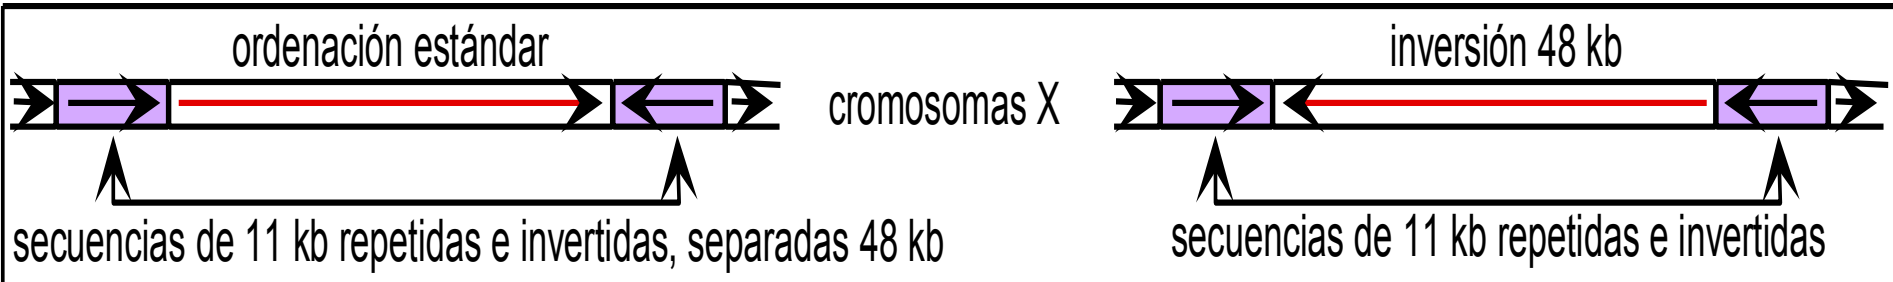 ordenación estándar
inversión 48 kb
cromosomas X
secuencias de 11 kb repetidas e invertidas, separadas 48 kb
secuencias de 11 kb repetidas e invertidas